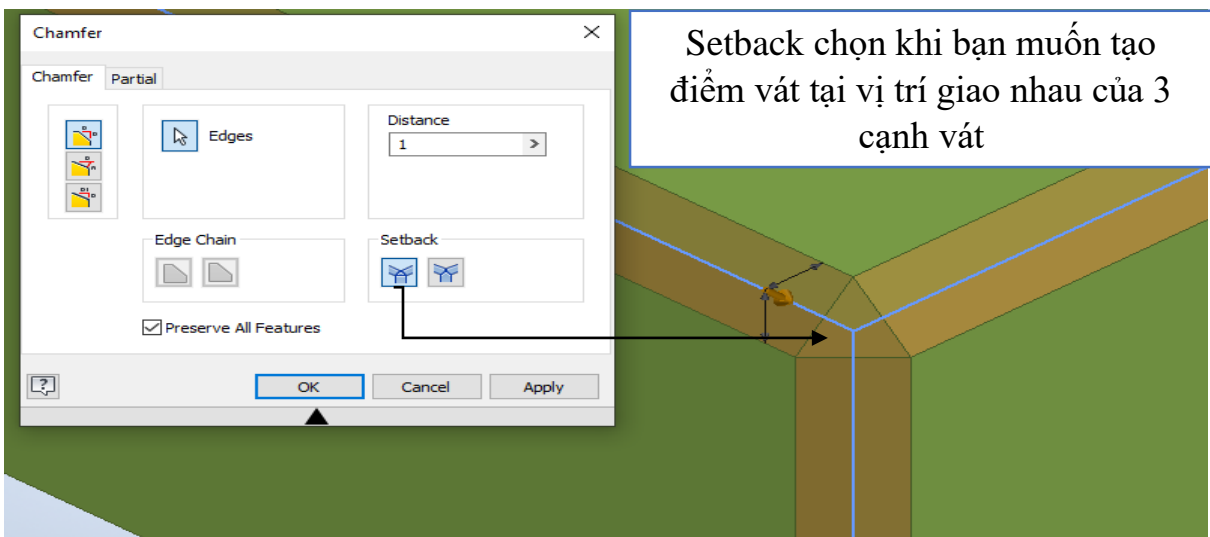 Chamfer
Setback chọn khi bạn muốn tạo
điểm vát tại vị trí giao nhau của 3
cạnh vát
Chamfer Partial
Edges
Distance
1
Edge Chain
Setback
Preserve All Features
OK Cancel Apply